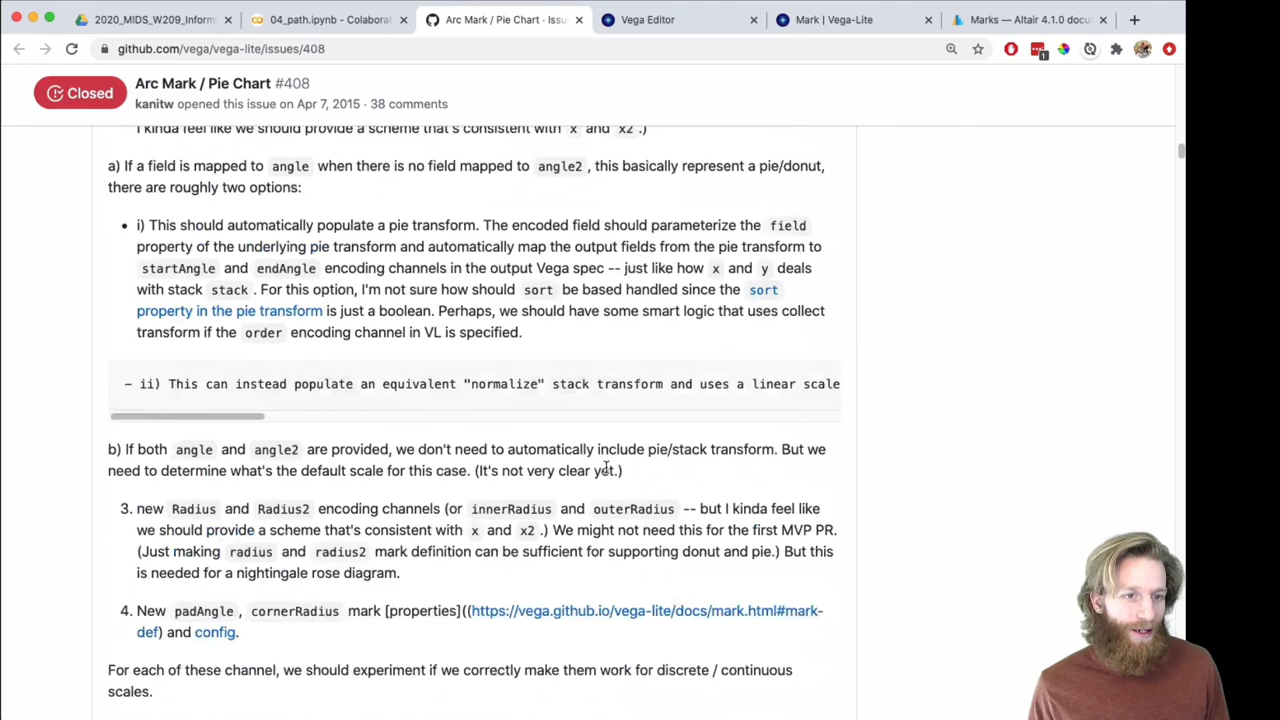 2020_MIDS_W209_Inform
04_path.ipynb - Colabora
Arc Mark / Pie Chart · Issu
Vega Editor
Mark | Vega-Lite
Marks — Altair 4.1.0 docu
github.com/vega/vega-lite/issues/408
1
Closed
Arc Mark / Pie Chart #408
kanitw opened this issue on Apr 7, 2015 · 38 comments
I kinda feel like we should provide a scheme that's consistent with x and x2 .)
a) If a field is mapped to angle when there is no field mapped to angle2 , this basically represent a pie/donut,
there are roughly two options:
• i) This should automatically populate a pie transform. The encoded field should parameterize the field
property of the underlying pie transform and automatically map the output fields from the pie transform to
startAngle and endAngle encoding channels in the output Vega spec -- just like how x and y deals
with stack stack . For this option, I'm not sure how should sort be based handled since the sort
property in the pie transform is just a boolean. Perhaps, we should have some smart logic that uses collect
transform if the order encoding channel in VL is specified.
- ii) This can instead populate an equivalent "normalize" stack transform and uses a linear scale
b) If both angle and angle2 are provided, we don't need to automatically include pie/stack transform. But we
need to determine what's the default scale for this case. (It's not very clear yet.)
3. new Radius and Radius2 encoding channels (or innerRadius and outerRadius -- but I kinda feel like
we should provide a scheme that's consistent with x and x2 .) We might not need this for the first MVP PR.
(Just making radius and radius2 mark definition can be sufficient for supporting donut and pie.) But this
is needed for a nightingale rose diagram.
4. New padAngle , cornerRadius mark [properties]((https://vega.github.io/vega-lite/docs/mark.html#mark-
def) and config.
For each of these channel, we should experiment if we correctly make them work for discrete / continuous
scales.